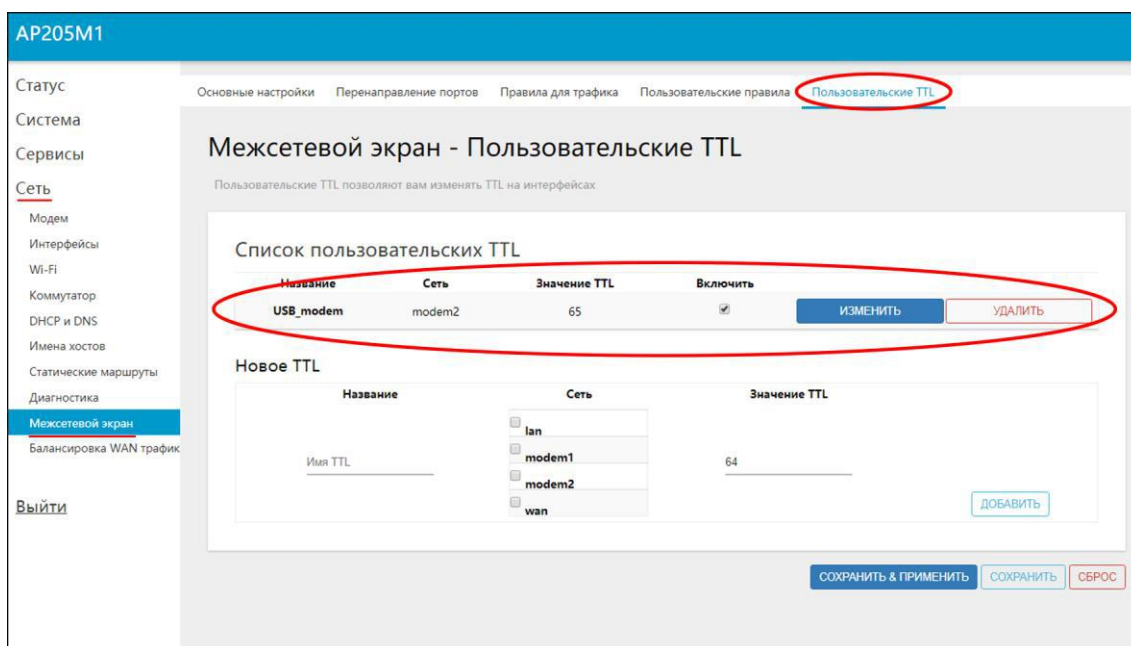 AP205M1
Статус
Система
Сервисы
Сеть
Модем
Интерфейсы
Wi-Fi
Коммутатор
DHCP и DNS
Имена хостов
Статические маршруты
Диагностика
Межсетевой экран
Балансировка WAN трафик
Выйти
Основные настройки Перенаправление портов Правила для трафика Пользовательские правила Пользовательские TTL
Межсетевой экран - Пользовательские TTL
Пользовательские TTL позволяют вам изменять TTL на интерфейсах
Список пользовательских TTL
Название Сеть Значение TTL Включить
USB_modem modem2 65 ИЗМЕНИТЬ УДАЛИТЬ
Новое TTL
Название Сеть Значение TTL
lan
modem1
Имя TTL 64
modem2
wan
ДОБАВИТЬ
СОХРАНИТЬ & ПРИМЕНИТЬ СОХРАНИТЬ СБРОС